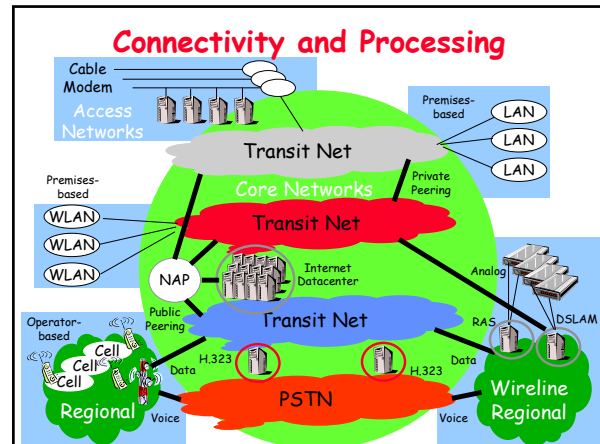 Connectivity and Processing
Cable
Modem
Access
Networks
Premises-
based
LAN
LAN
LAN
Transit Net
Private
Peering
Core Networks
Premises-
based
WLAN
WLAN
WLAN
Transit Net
NAP
Internet
Datacenter
Analog
Public
Peering
RAS
DSLAM
Operator-
based
Transit Net
Cell
Cell
Cell
Data
H.323
H.323
Data
Regional
PSTN
Wireline
Regional
Voice
Voice